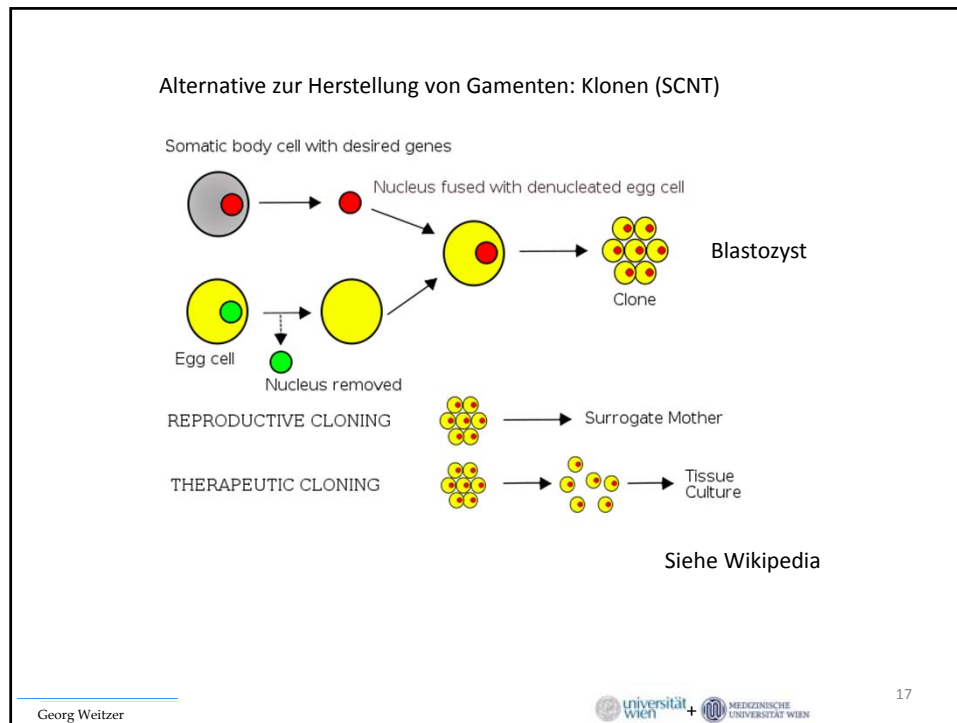 Alternative zur Herstellung von Gamenten: Klonen (SCNT)
Somatic body cell with desired genes
Nucleus fused with denucleated egg cell
Blastozyst
Clone
Egg cell
Nucleus removed
REPRODUCTIVE CLONING
Surrogate Mother
THERAPEUTIC CLONING
Tissue
Culture
Siehe Wikipedia
Georg Weitzer
universität
wien
+
MEDIZINISCHE
UNIVERSITÄT WIEN
17